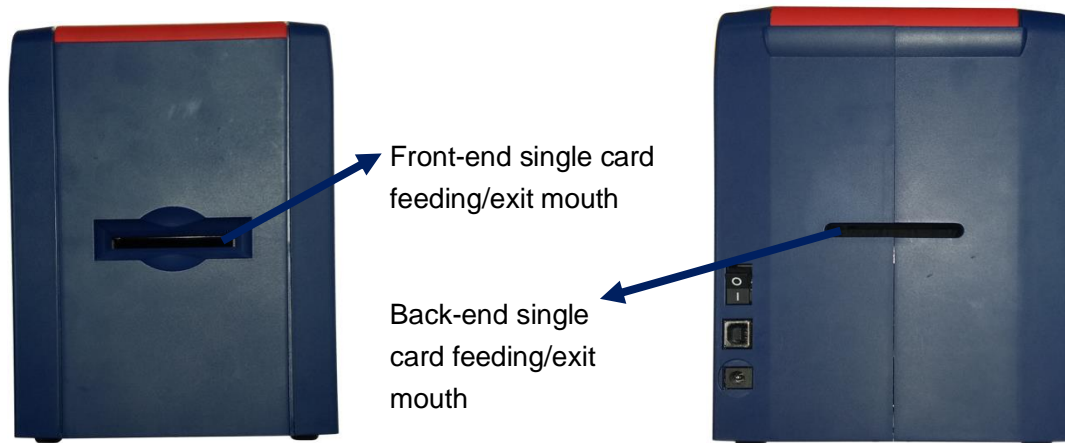 Front-end single card
feeding/exit mouth
Back-end single
card feeding/exit
mouth
O
I